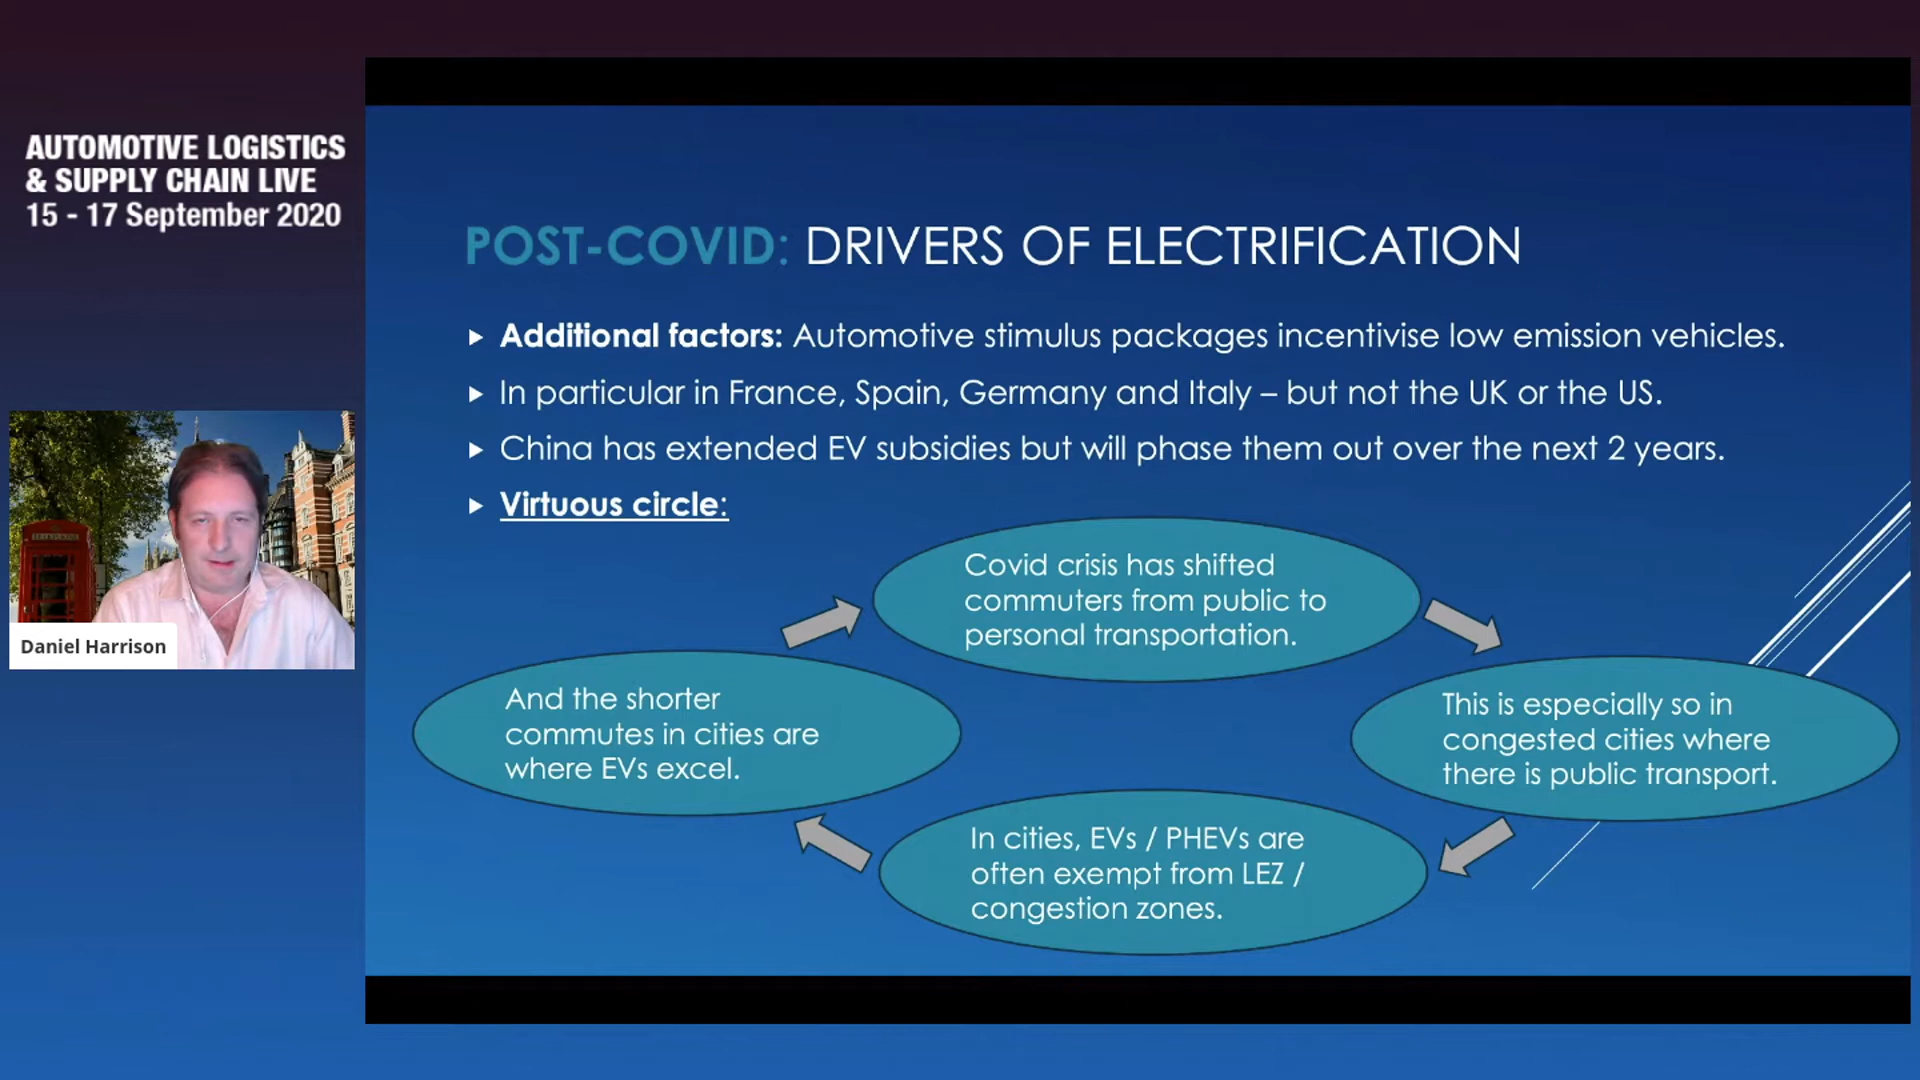 AUTOMOTIVE LOGISTICS
& SUPPLY CHAIN LIVE
15 - 17 September 2020
Daniel Harrison
POST-COVID: DRIVERS OF ELECTRIFICATION
Additional factors: Automotive stimulus packages incentivise low emission vehicles.
In particular in France, Spain, Germany and Italy – but not the UK or the US.
China has extended EV subsidies but will phase them out over the next 2 years.
Virtuous circle:
Covid crisis has shifted
commuters from public to
personal transportation.
This is especially so in
congested cities where
there is public transport.
In cities, EVs / PHEVs are
often exempt from LEZ /
congestion zones.
And the shorter
commutes in cities are
where EVs excel.